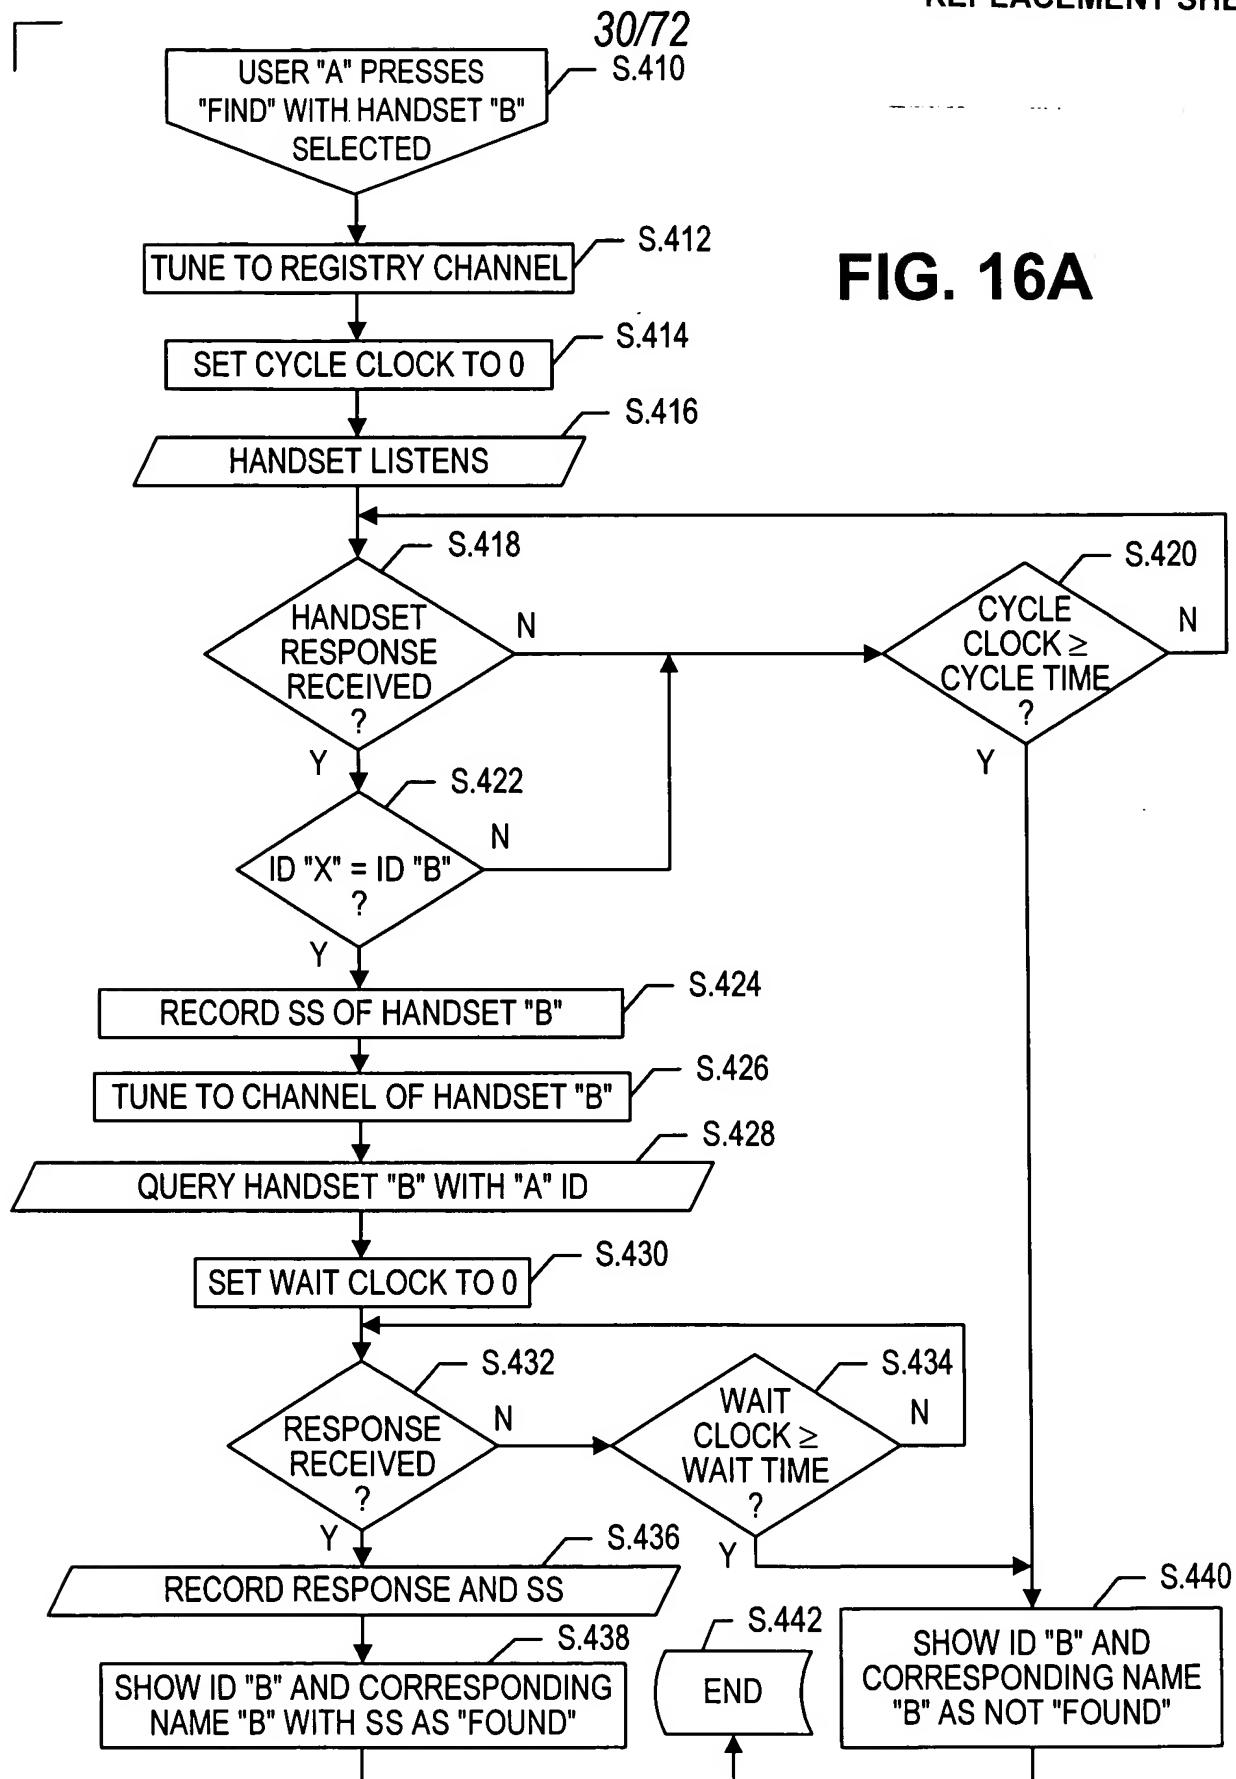 REPLACEMENT
30/72
USER "A" PRESSES
"FIND" WITH HANDSET "B"
SELECTED
S.410
TUNE TO REGISTRY CHANNEL
S.412
FIG. 16A
SET CYCLE CLOCK TO 0
S.414
HANDSET LISTENS
S.416
HANDSET
RESPONSE
RECEIVED
?
S.418
N
Y
CYCLE
CLOCK ≥
CYCLE TIME
?
S.420
N
Y
ID "X" = ID "B"
?
S.422
N
Y
RECORD SS OF HANDSET "B"
S.424
TUNE TO CHANNEL OF HANDSET "B"
S.426
QUERY HANDSET "B" WITH "A" ID
S.428
SET WAIT CLOCK TO 0
S.430
RESPONSE
RECEIVED
?
S.432
N
Y
WAIT
CLOCK ≥
WAIT TIME
?
S.434
N
Y
RECORD RESPONSE AND SS
S.436
SHOW ID "B" AND CORRESPONDING
NAME "B" WITH SS AS "FOUND"
S.438
END
S.442
SHOW ID "B" AND
CORRESPONDING NAME
"B" AS NOT "FOUND"
S.440